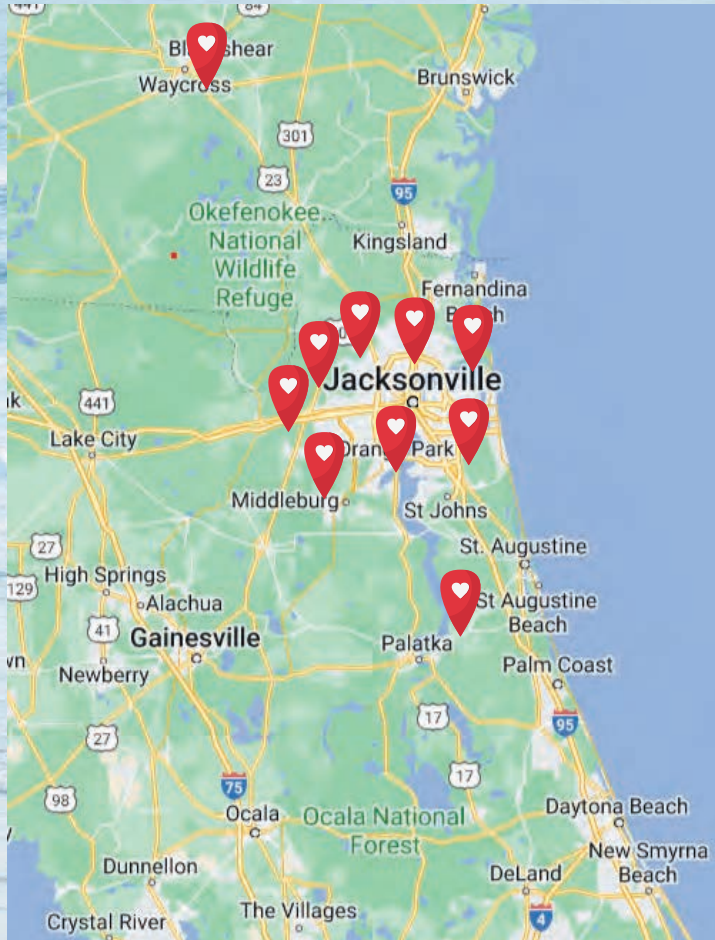 441
84
Waycross
Brunswick
301
23
95
Okefenokee...
National
Wildlife
Refuge
Kingsland
Fernandina
Jacksonville
441
Lake City
Park
Middleburg
St Johns
27
St. Augustine
High Springs
129
Alachua
St Augustine
Beach
41
Gainesville
Palatka
Newberry
Palm Coast
17
95
27
17
75
98
Ocala
Ocala National
Forest
Daytona Beach
New Smyrna
Beach
Dunnellon
DeLand
The Villages
4
Crystal River